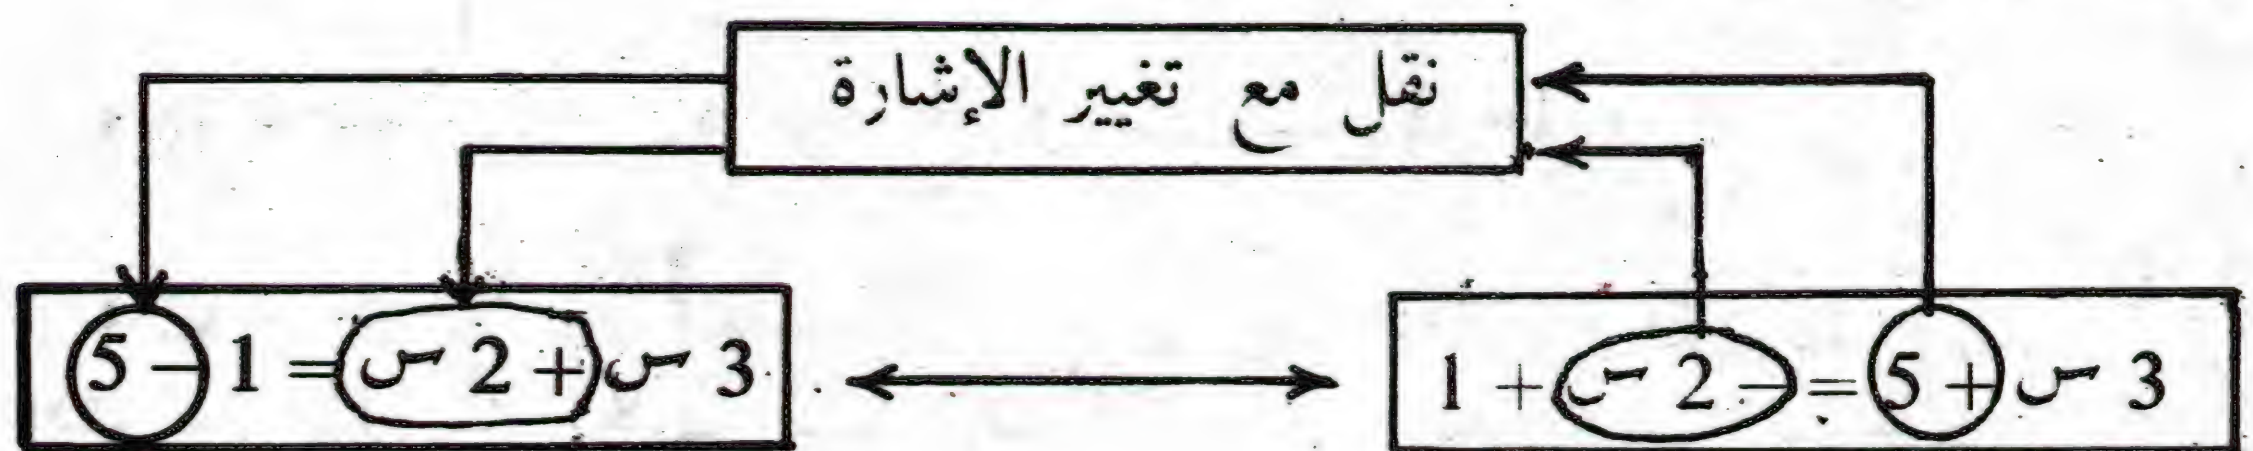 نقل مع تغيير الإشارة
3 س + 5 = − 2 س + 1
3 س + 2 س = 1 − 5